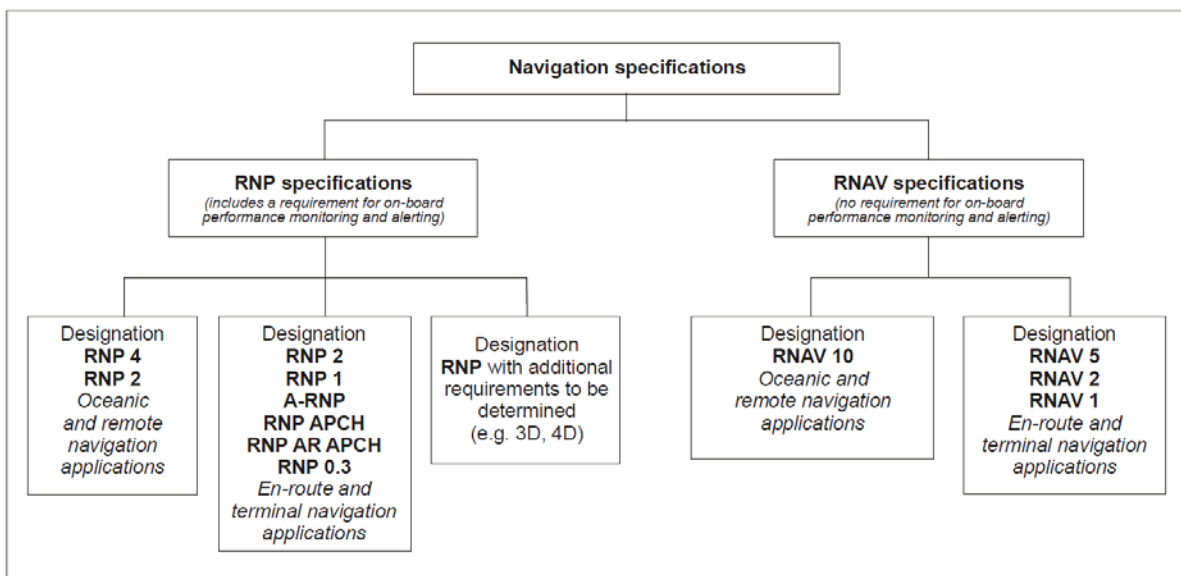 Navigation specifications
RNP specifications
(includes a requirement for on-board
performance monitoring and alerting)
RNAV specifications
(no requirement for on-board
performance monitoring and alerting)
Designation
RNP 4
RNP 2
Oceanic
and remote
navigation
applications
Designation
RNP 2
RNP 1
A-RNP
RNP APCH
RNP AR APCH
RNP 0.3
En-route and
terminal navigation
applications
Designation
RNP with additional
requirements to be
determined
(e.g. 3D, 4D)
Designation
RNAV 10
Oceanic and
remote navigation
applications
Designation
RNAV 5
RNAV 2
RNAV 1
En-route and
terminal navigation
applications